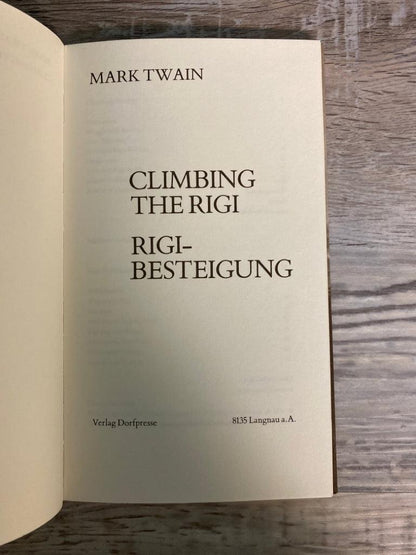 MARK TWAIN
CLIMBING
THE RIGI
RIGI-
BESTEIGUNG
Verlag Dorfpresse 8135 Langnau a. A.